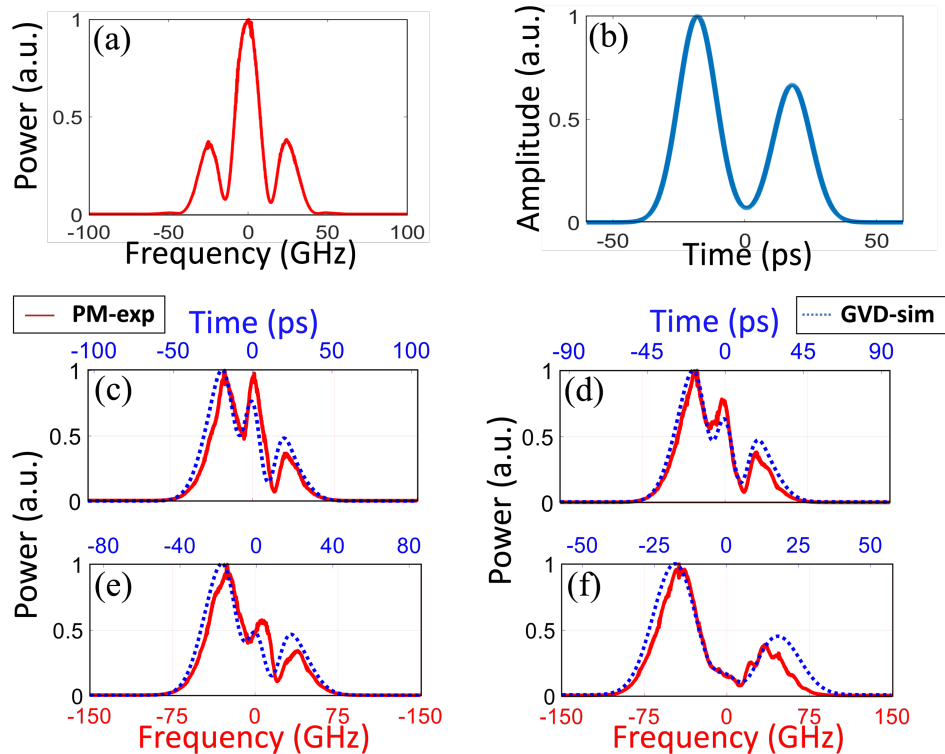 (a)
Power (a.u.)
1
0.5
0
-100 -50 0 50 100
Frequency (GHz)
(b)
Amplitude (a.u.)
1
0.5
0
-50 0 50
Time (ps)
PM-exp
GVD-sim
Time (ps)
-100 -50 0 50 100
(c)
1
0.5
0
Time (ps)
-90 -45 0 45 90
(d)
1
0.5
0
Power (a.u.)
Power (a.u.)
-80 -40 0 40 80
(e)
1
0.5
0
-150 -75 0 75 -150
Frequency (GHz)
-50 -25 0 25 50
(f)
1
0.5
0
-150 -75 0 75 150
Frequency (GHz)